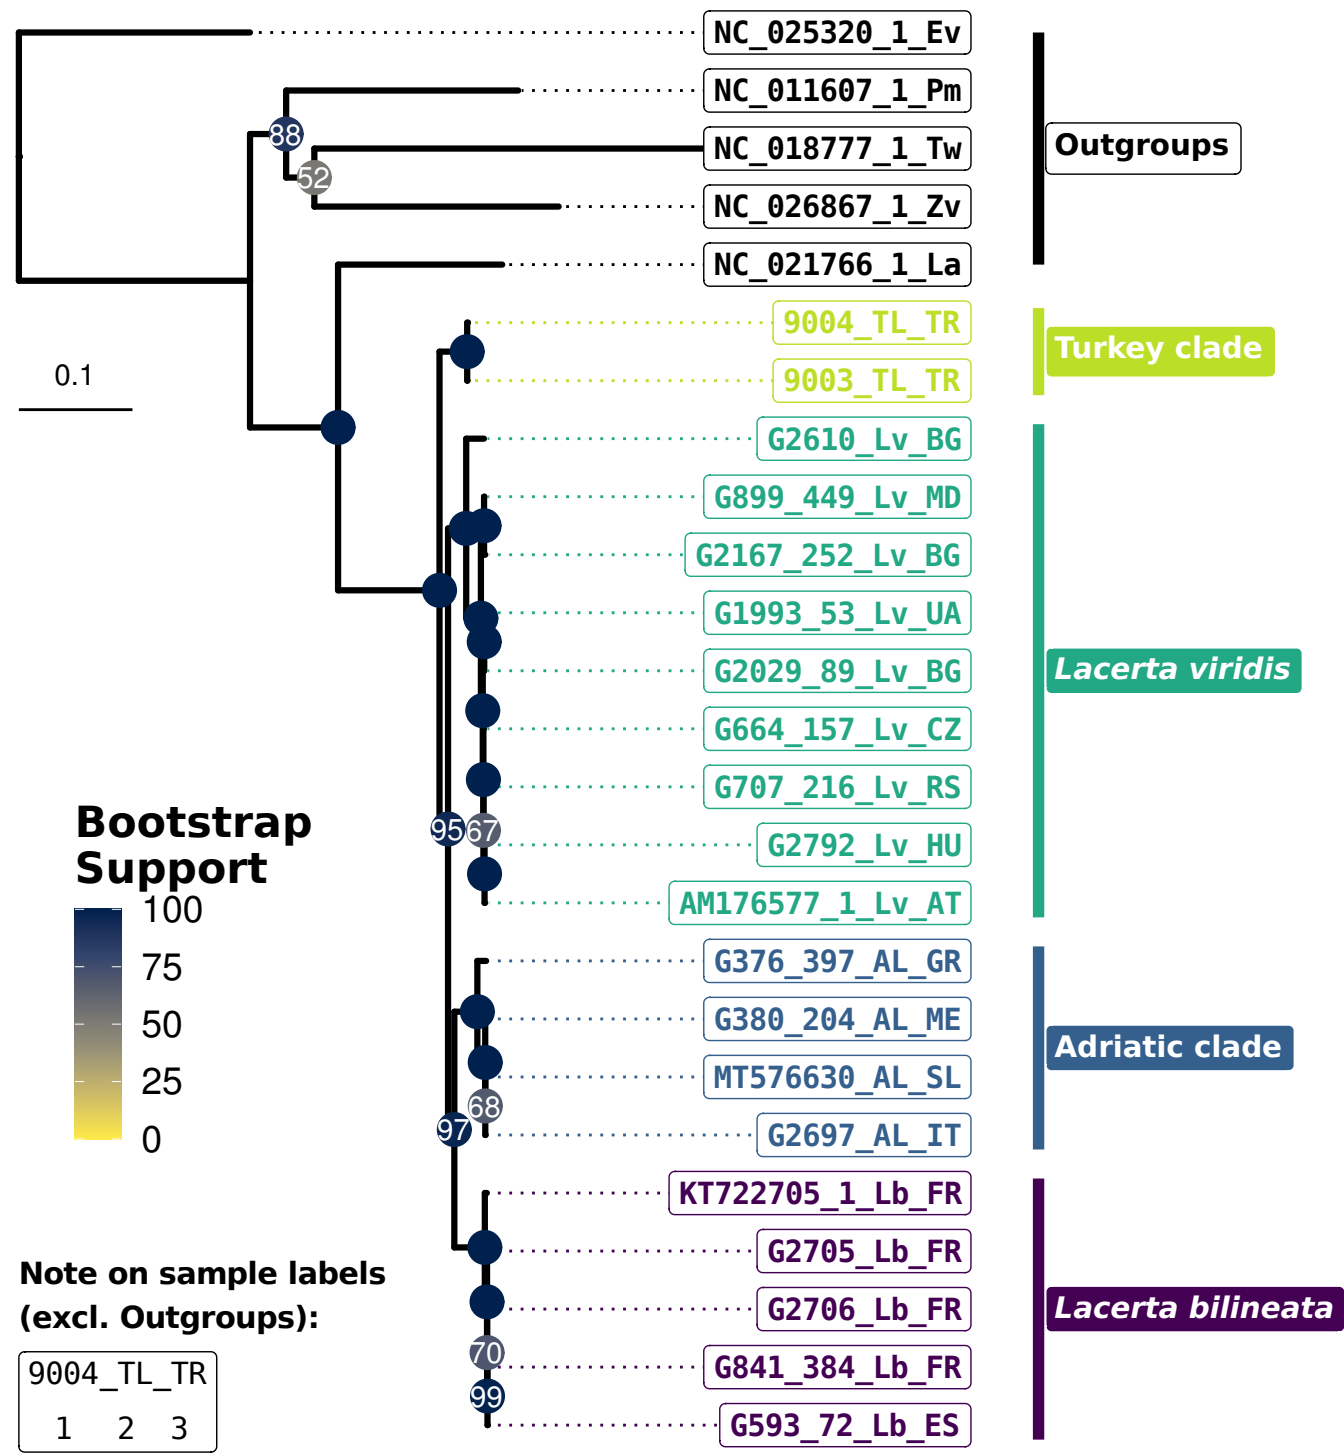 NC_025320_1_Ev
NC_011607_1_Pm
88
NC_018777_1_Tw
Outgroups
52
NC_026867_1_Zv
NC_021766_1_La
9004_TL_TR
Turkey clade
0.1
9003_TL_TR
G2610_Lv_BG
G899_449_Lv_MD
G2167_252_Lv_BG
G1993_53_Lv_UA
G2029_89_Lv_BG
Lacerta viridis
G664_157_Lv_CZ
G707_216_Lv_RS
95
67
G2792_Lv_HU
AM176577_1_Lv_AT
Bootstrap
Support
100
75
50
25
0
G376_397_AL_GR
G380_204_AL_ME
Adriatic clade
MT576630_AL_SL
68
97
G2697_AL_IT
KT722705_1_Lb_FR
G2705_Lb_FR
G2706_Lb_FR
Lacerta bilineata
70
G841_384_Lb_FR
99
G593_72_Lb_ES
Note on sample labels
(excl. Outgroups):
9004_TL_TR
1 2 3